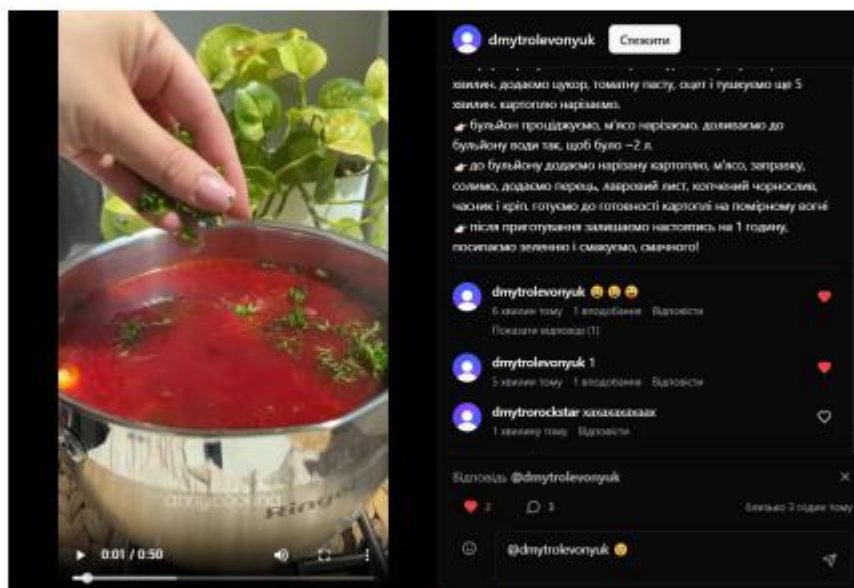 dmytrolevonyuk
Стежити
хвилин. додаємо цукор, томатну пасту, оцет і тушкуємо ще 5
хвилин. картоплю нарізаємо.
👉 бульйон проціджуємо, м'ясо нарізаємо. доливаємо до
бульйону води так, щоб було ~2 л.
👉 до бульйону додаємо нарізану картоплю, м'ясо, заправку,
солимо, додаємо перець, лавровий лист, копчений чорнослив,
часник і кріп. готуємо до готовності картоплі на помірному вогні
👉 після приготування залишаємо настоятись на 1 годину,
посипаємо зеленню і смакуємо, смачного!
dmytrolevonyuk
6 хвилин тому 1 вподобання Відповісти
Показати відповіді (1)
dmytrolevonyuk 1
5 хвилин тому 1 вподобання Відповісти
dmytrorockstar хахахахахаах
1 хвилину тому Відповісти
Відповідь @dmytrolevonyuk
3 3
близько 3 годин тому
@dmytrolevonyuk
Ringel
0:01 / 0:50